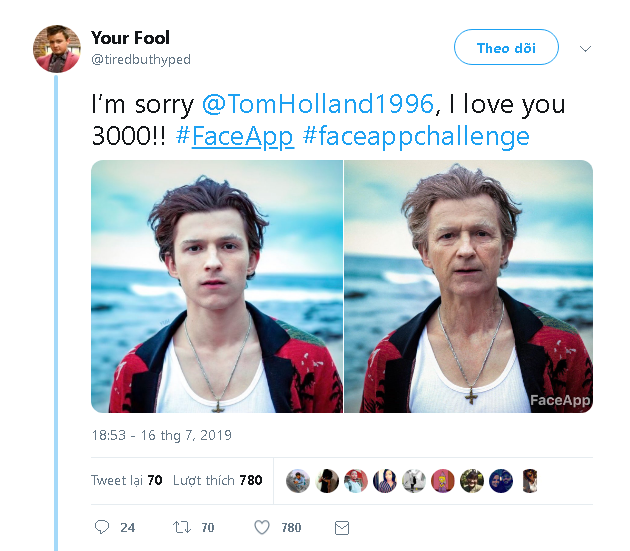 Your Fool
@tiredbuthyped
Theo dõi
I'm sorry @TomHolland1996, I love you
3000!! #FaceApp #faceappchallenge
FaceApp
18:53 - 16 thg 7, 2019
Tweet lại 70 Lượt thích 780
24 70 780